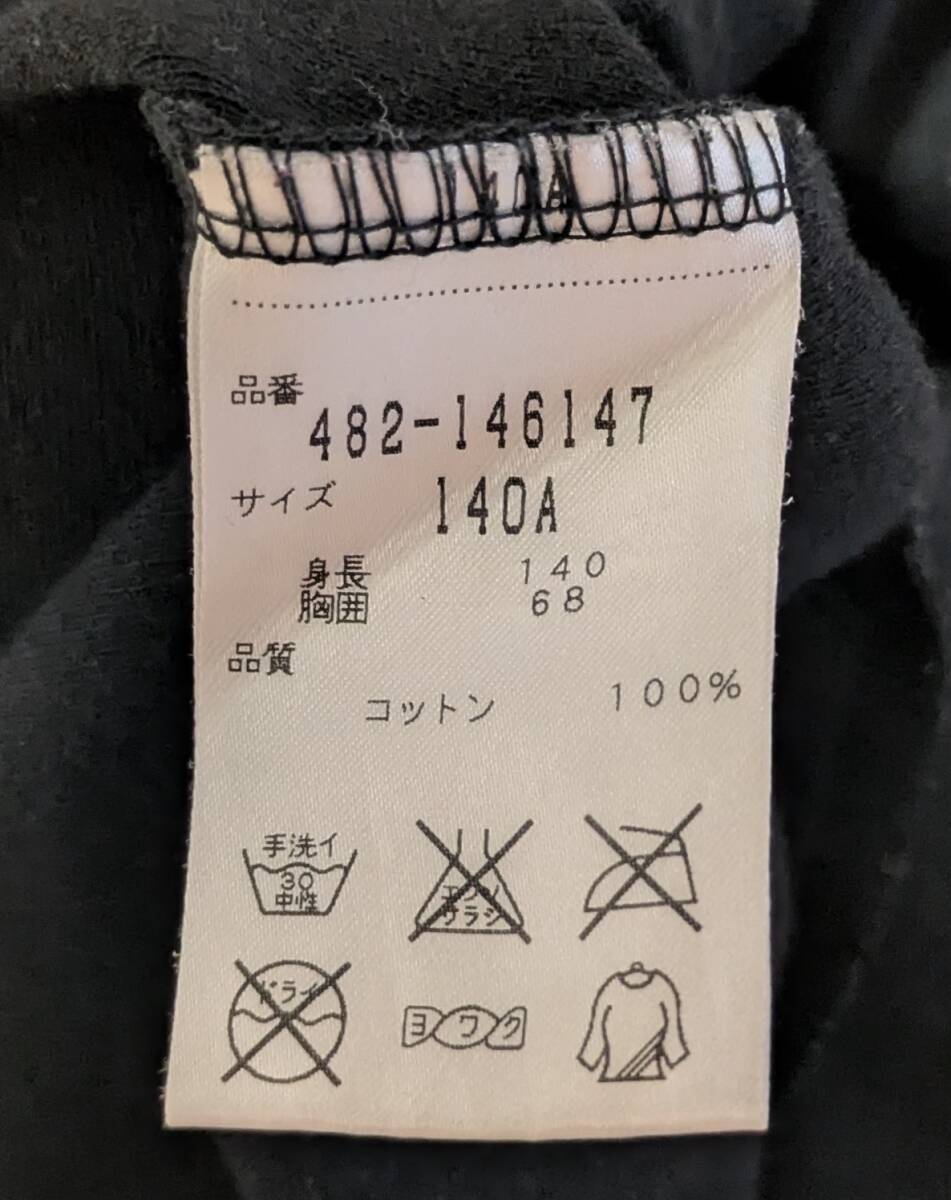 40A
品番
482-146147
サイズ 140A
身長 140
胸囲 68
品質
コットン 100%
手洗イ
30
中性
エンソ
サラシ
ドライ
ヨワク